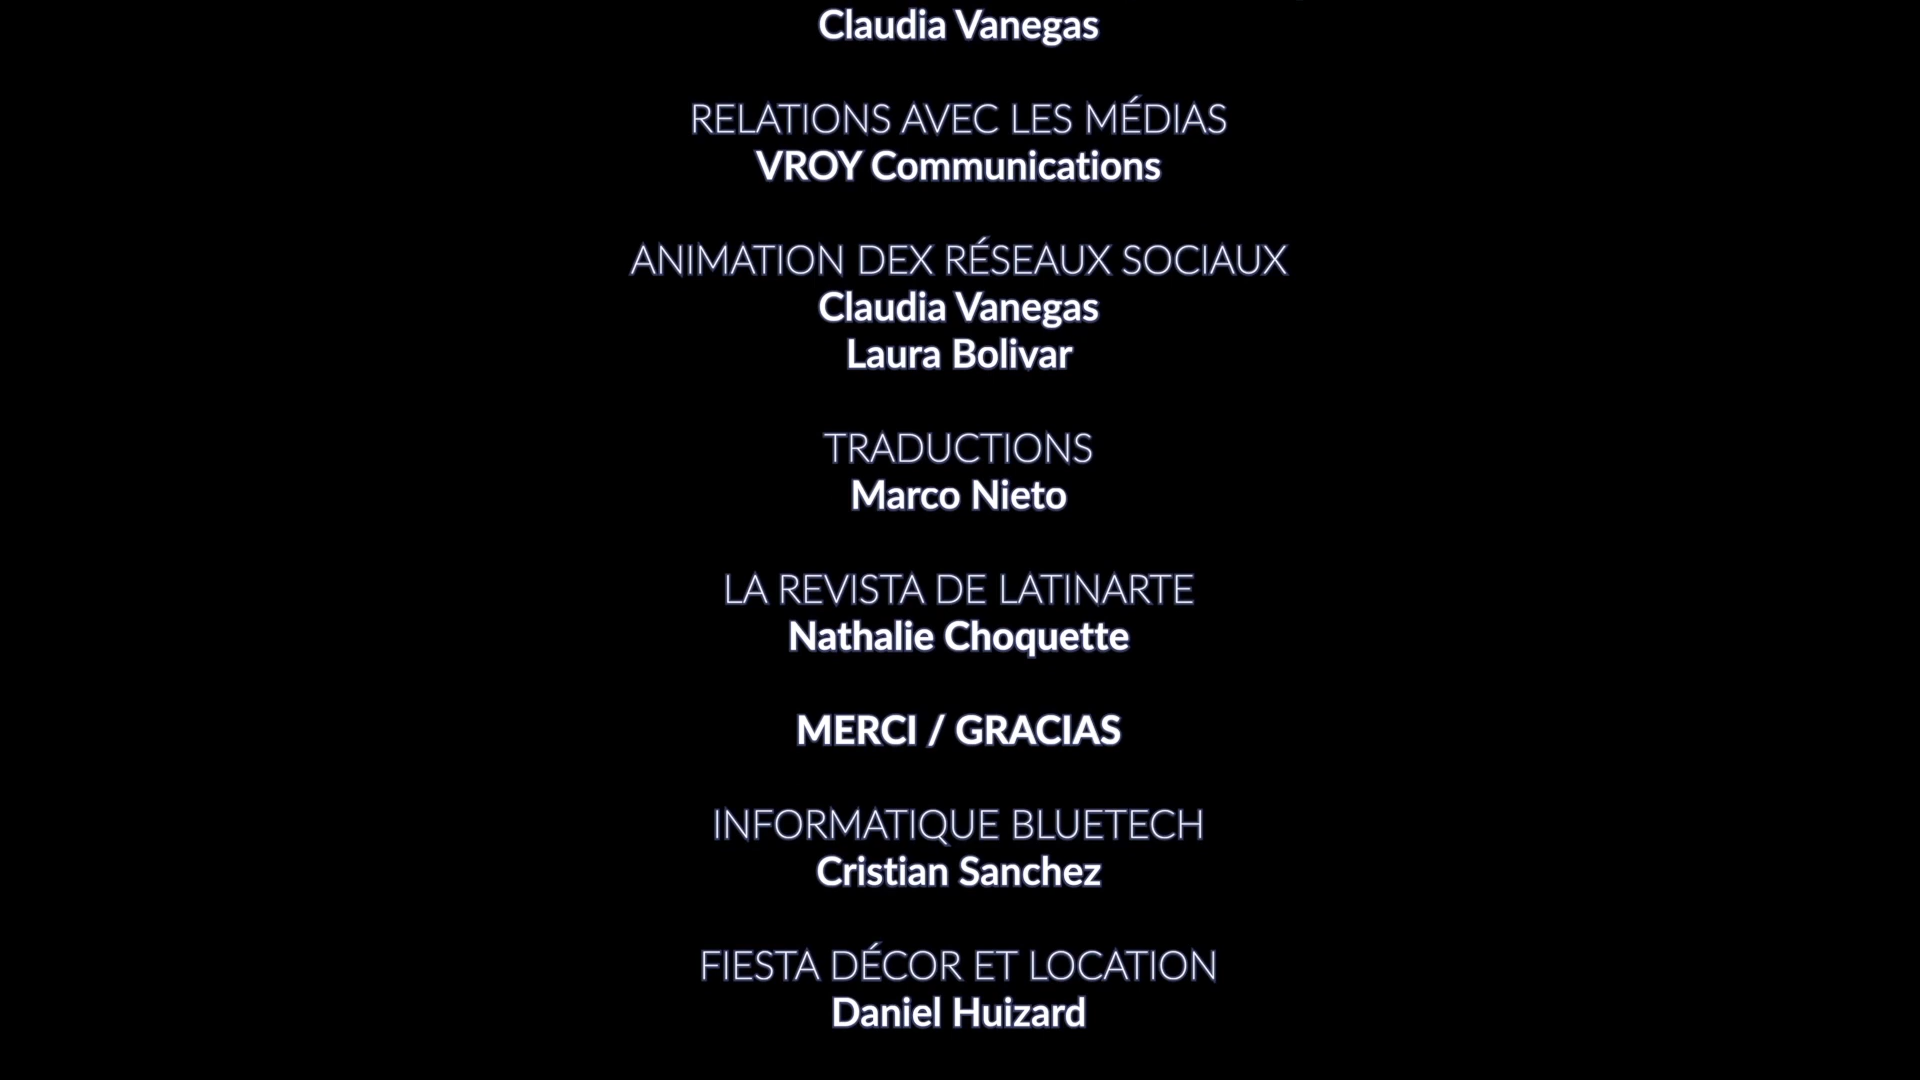 Claudia Vanegas
RELATIONS AVEC LES MÉDIAS
VROY Communications
ANIMATION DEX RÉSEAUX SOCIAUX
Claudia Vanegas
Laura Bolivar
TRADUCTIONS
Marco Nieto
LA REVISTA DE LATINARTE
Nathalie Choquette
MERCI / GRACIAS
INFORMATIQUE BLUETECH
Cristian Sanchez
FIESTA DÉCOR ET LOCATION
Daniel Huizard